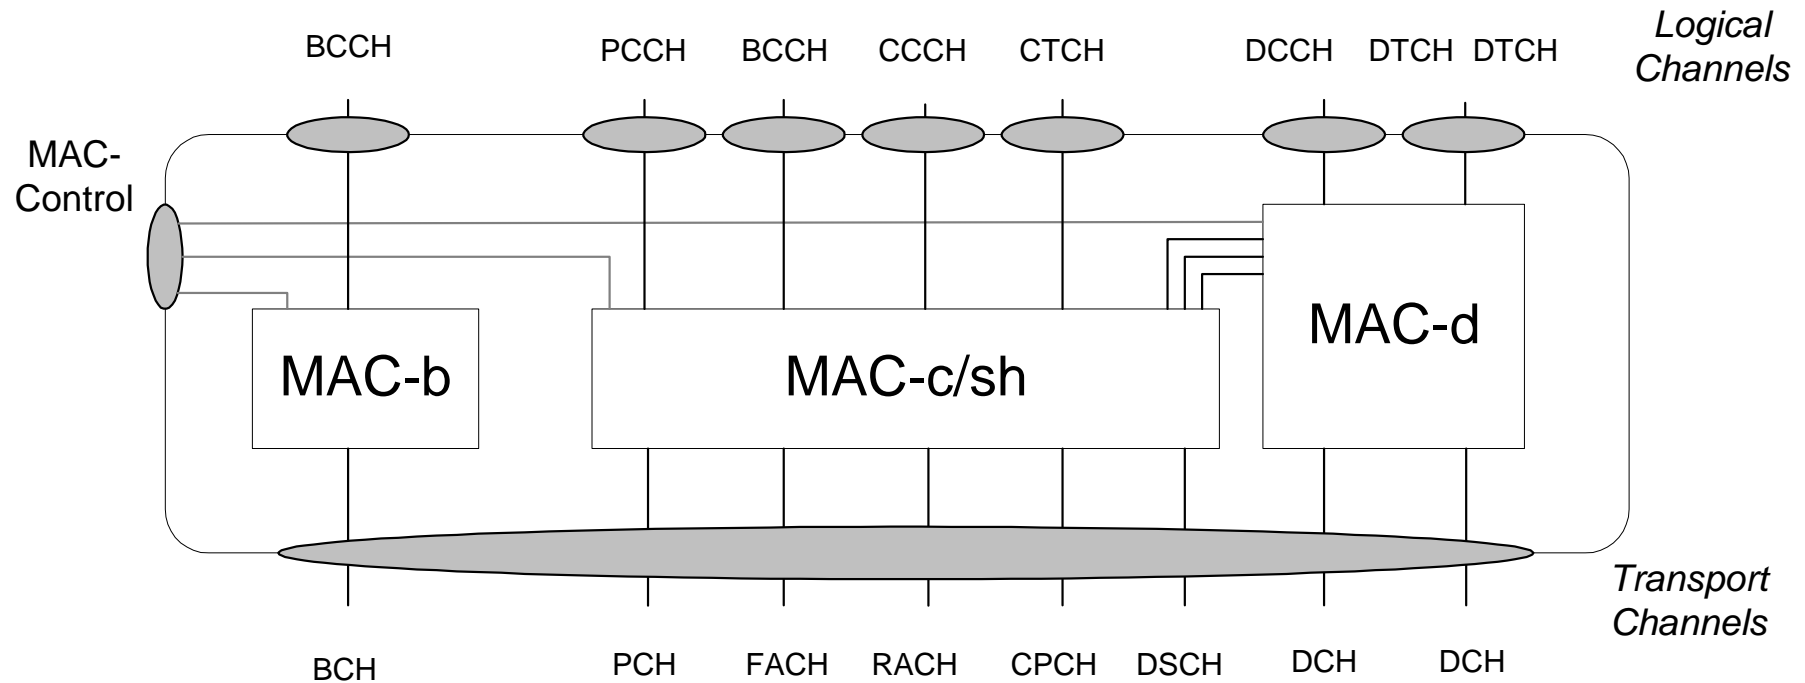 Logical
Channels
BCCH
PCCH
BCCH
CCCH
CTCH
DCCH
DTCH
DTCH
MAC-
Control
MAC-b
MAC-c/sh
MAC-d
Transport
Channels
BCH
PCH
FACH
RACH
CPCH
DSCH
DCH
DCH